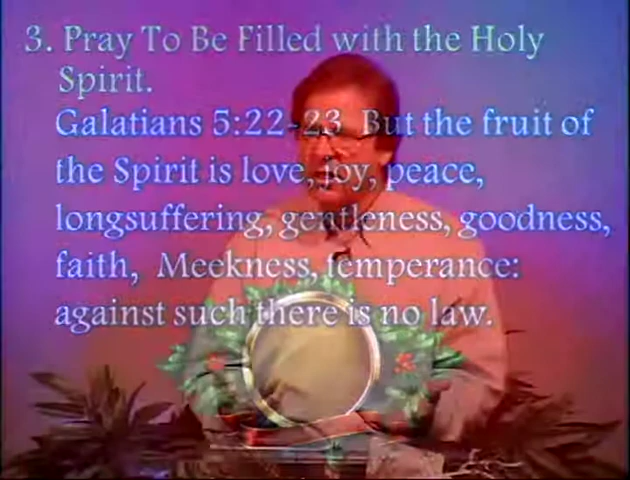 3. Pray To Be Filled with the Holy
Spirit.
Galatians 5:22-23 But the fruit of
the Spirit is love, joy, peace,
longsuffering, gentleness, goodness,
faith, Meekness, temperance:
against such there is no law.